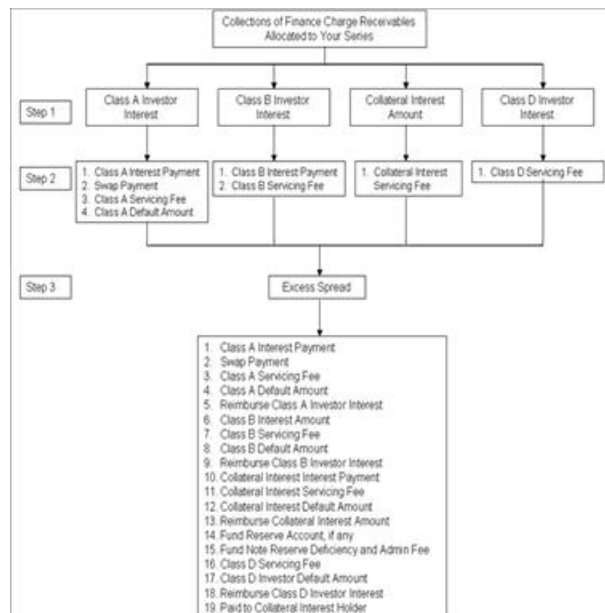 Collections of Finance Charge Receivables
Allocated to Your Series
Step 1
Class A Investor
Interest
Class B Investor
Interest
Collateral Interest
Amount
Class D Investor
Interest
Step 2
1. Class A Interest Payment
2. Swap Payment
3. Class A Servicing Fee
4. Class A Default Amount
1. Class B Interest Payment
2. Class B Servicing Fee
1. Collateral Interest
Servicing Fee
1. Class D Servicing Fee
Step 3
Excess Spread
1. Class A Interest Payment
2. Swap Payment
3. Class A Servicing Fee
4. Class A Default Amount
5. Reimburse Class A Investor Interest
6. Class B Interest Amount
7. Class B Servicing Fee
8. Class B Default Amount
9. Reimburse Class B Investor Interest
10. Collateral Interest Interest Payment
11. Collateral Interest Servicing Fee
12. Collateral Interest Default Amount
13. Reimburse Collateral Interest Amount
14. Fund Reserve Account, if any
15. Fund Note Reserve Deficiency and Admin Fee
16. Class D Servicing Fee
17. Class D Investor Default Amount
18. Reimburse Class D Investor Interest
19. Paid to Collateral Interest Holder